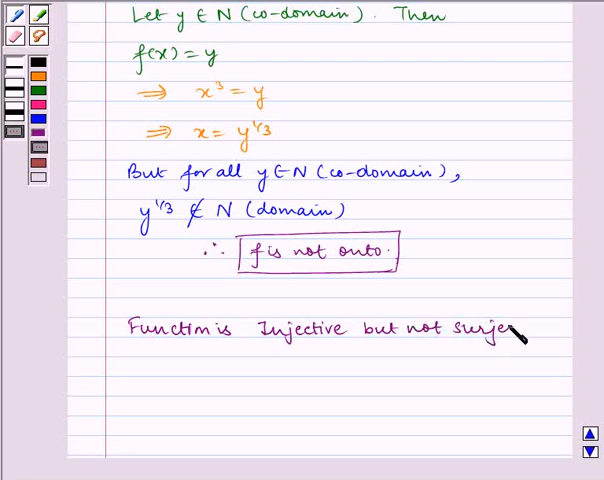 Let y ∈ N (co-domain). Then
f(x) = y
⇒ x³ = y
⇒ x = y^1/3
But for all y ∈ N (co-domain),
y^1/3 ∉ N (domain)
∴ f is not onto.
Function is Injective but not surje